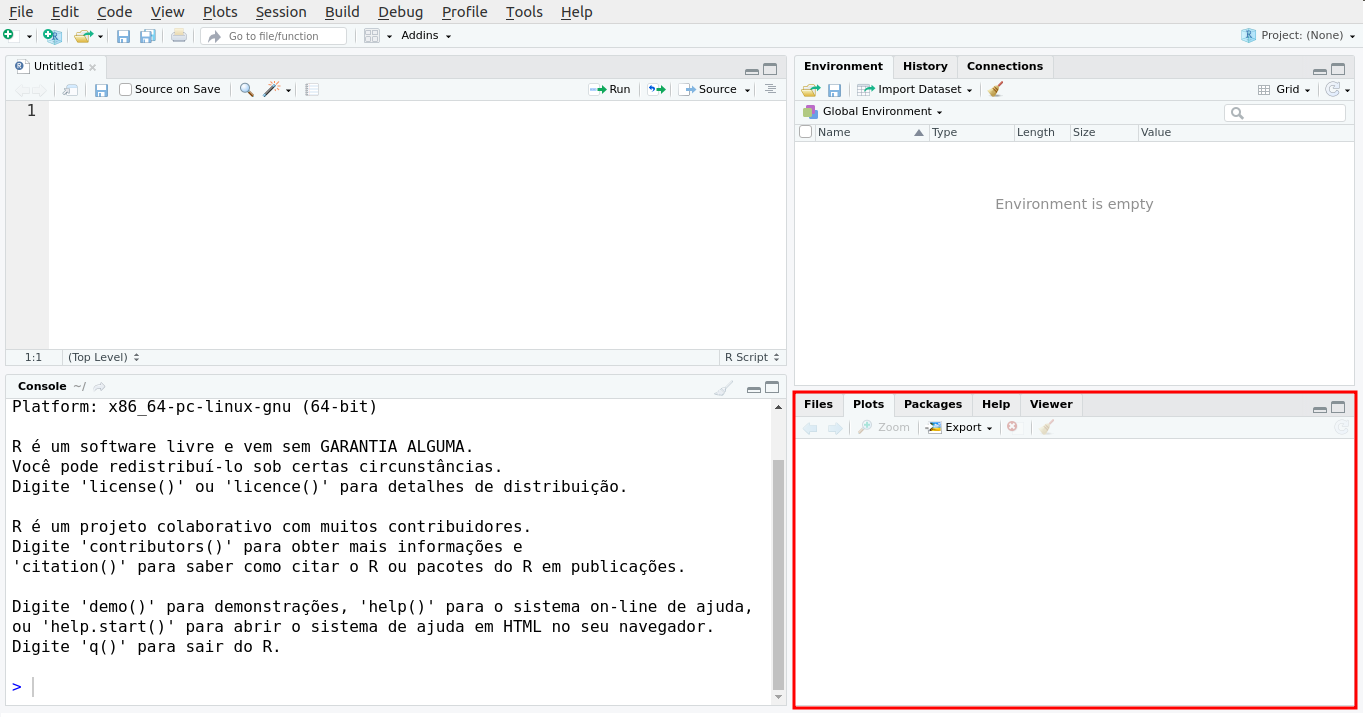 File Edit Code View Plots Session Build Debug Profile Tools Help
Go to file/function Addins Project: (None)
Untitled1
Source on Save Run Source
1
1:1 (Top Level) R Script
Console ~/
Platform: x86_64-pc-linux-gnu (64-bit)
R é um software livre e vem sem GARANTIA ALGUMA.
Você pode redistribuí-lo sob certas circunstâncias.
Digite 'license()' ou 'licence()' para detalhes de distribuição.
R é um projeto colaborativo com muitos contribuidores.
Digite 'contributors()' para obter mais informações e
'citation()' para saber como citar o R ou pacotes do R em publicações.
Digite 'demo()' para demonstrações, 'help()' para o sistema on-line de ajuda,
ou 'help.start()' para abrir o sistema de ajuda em HTML no seu navegador.
Digite 'q()' para sair do R.
>
Environment History Connections
Import Dataset Grid
Global Environment
Name Type Length Size Value
Environment is empty
Files Plots Packages Help Viewer
Zoom Export